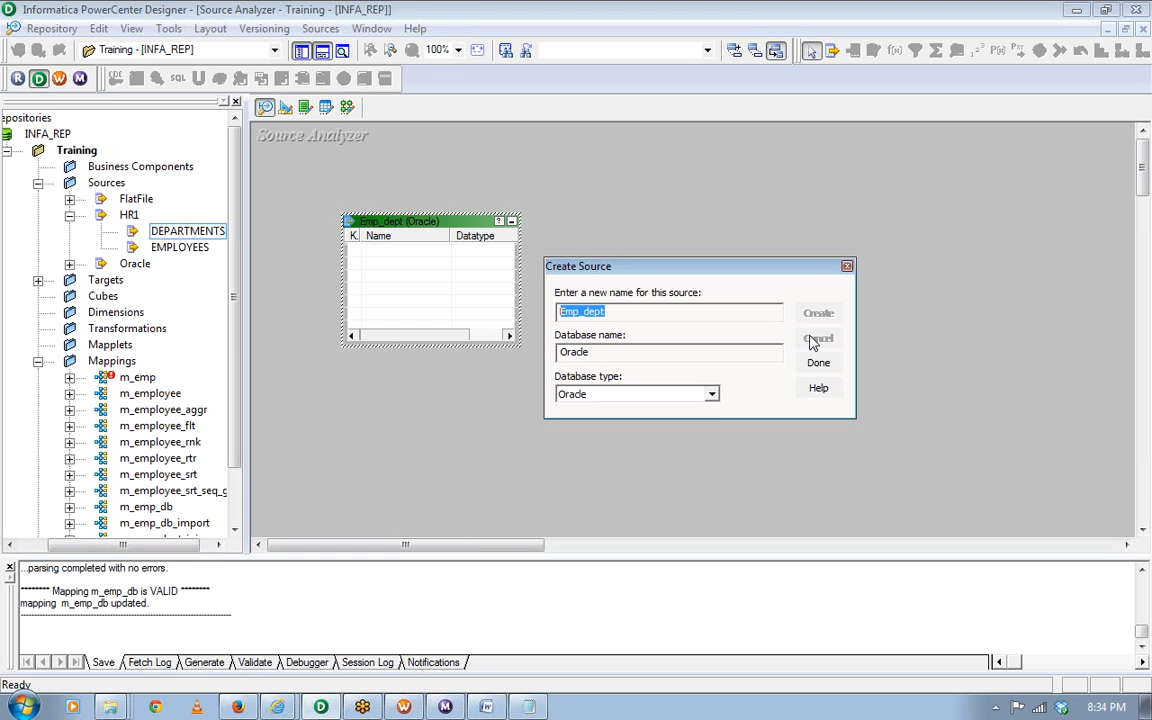 Informatica PowerCenter Designer - [Source Analyzer - Training - [INFA_REP]]
Repository Edit View Tools Layout Versioning Sources Window Help
Training - [INFA_REP]
100%
R D W M
SQL
epositories
INFA_REP
Training
Business Components
Sources
FlatFile
HR1
DEPARTMENTS
EMPLOYEES
Oracle
Targets
Cubes
Dimensions
Transformations
Mapplets
Mappings
m_emp
m_employee
m_employee_aggr
m_employee_flt
m_employee_rnk
m_employee_rtr
m_employee_srt
m_employee_srt_seq_g
m_emp_db
m_emp_db_import
Source Analyzer
Emp_dept (Oracle)
K. Name Datatype
Create Source
Enter a new name for this source:
Emp_dept
Create
Database name:
Cancel
Oracle
Done
Database type:
Help
Oracle
...parsing completed with no errors.
******** Mapping m_emp_db is VALID ********
mapping m_emp_db updated.
Save Fetch Log Generate Validate Debugger Session Log Notifications
Ready
8:34 PM